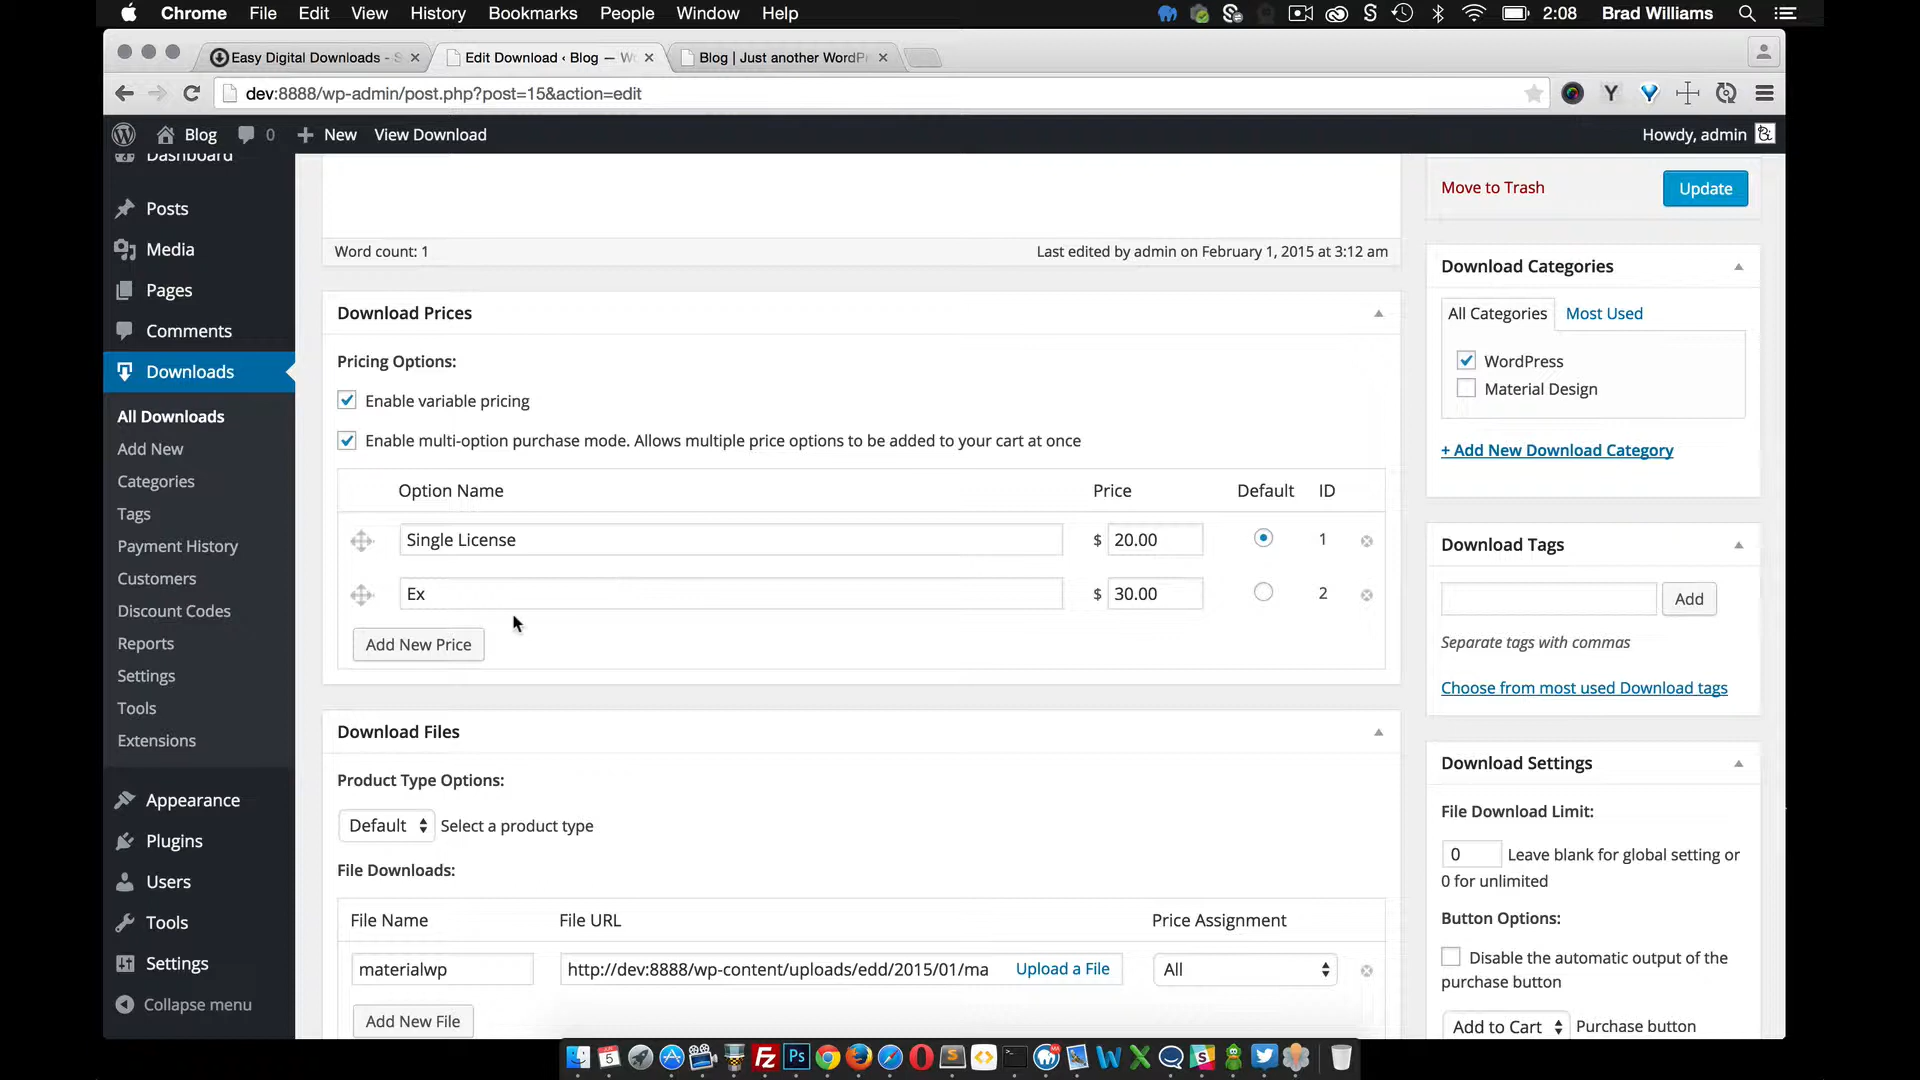 Chrome File Edit View History Bookmarks People Window Help 2:08 Brad Williams
Easy Digital Downloads - S
Edit Download ‹ Blog — W
Blog | Just another WordP
dev:8888/wp-admin/post.php?post=15&action=edit
Blog 0 New View Download Howdy, admin
Dashboard
Posts
Media
Pages
Comments
Downloads
All Downloads
Add New
Categories
Tags
Payment History
Customers
Discount Codes
Reports
Settings
Tools
Extensions
Appearance
Plugins
Users
Tools
Settings
Collapse menu
Word count: 1 Last edited by admin on February 1, 2015 at 3:12 am
Download Prices
Pricing Options:
Enable variable pricing
Enable multi-option purchase mode. Allows multiple price options to be added to your cart at once
Option Name Price Default ID
Single License $ 20.00 1
Ex $ 30.00 2
Add New Price
Download Files
Product Type Options:
Default Select a product type
File Downloads:
File Name File URL Price Assignment
materialwp http://dev:8888/wp-content/uploads/edd/2015/01/ma Upload a File All
Add New File
Move to Trash Update
Download Categories
All Categories Most Used
WordPress
Material Design
+ Add New Download Category
Download Tags
Add
Separate tags with commas
Choose from most used Download tags
Download Settings
File Download Limit:
0 Leave blank for global setting or
0 for unlimited
Button Options:
Disable the automatic output of the
purchase button
Add to Cart Purchase button